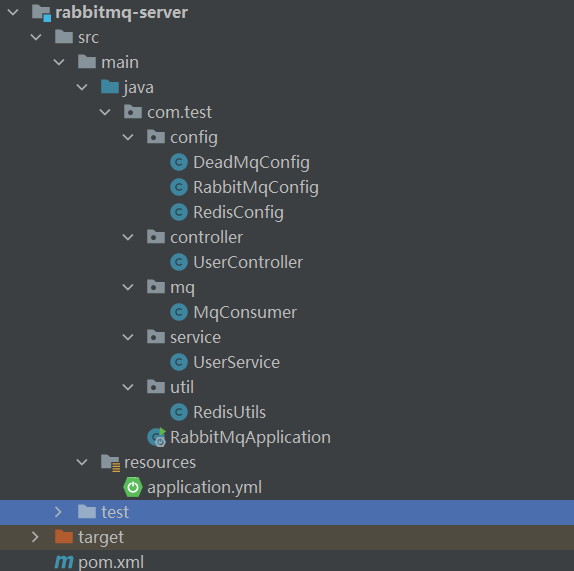 rabbitmq-server
src
main
java
com.test
config
DeadMqConfig
RabbitMqConfig
RedisConfig
controller
UserController
mq
MqConsumer
service
UserService
util
RedisUtils
RabbitMqApplication
resources
application.yml
test
target
pom.xml